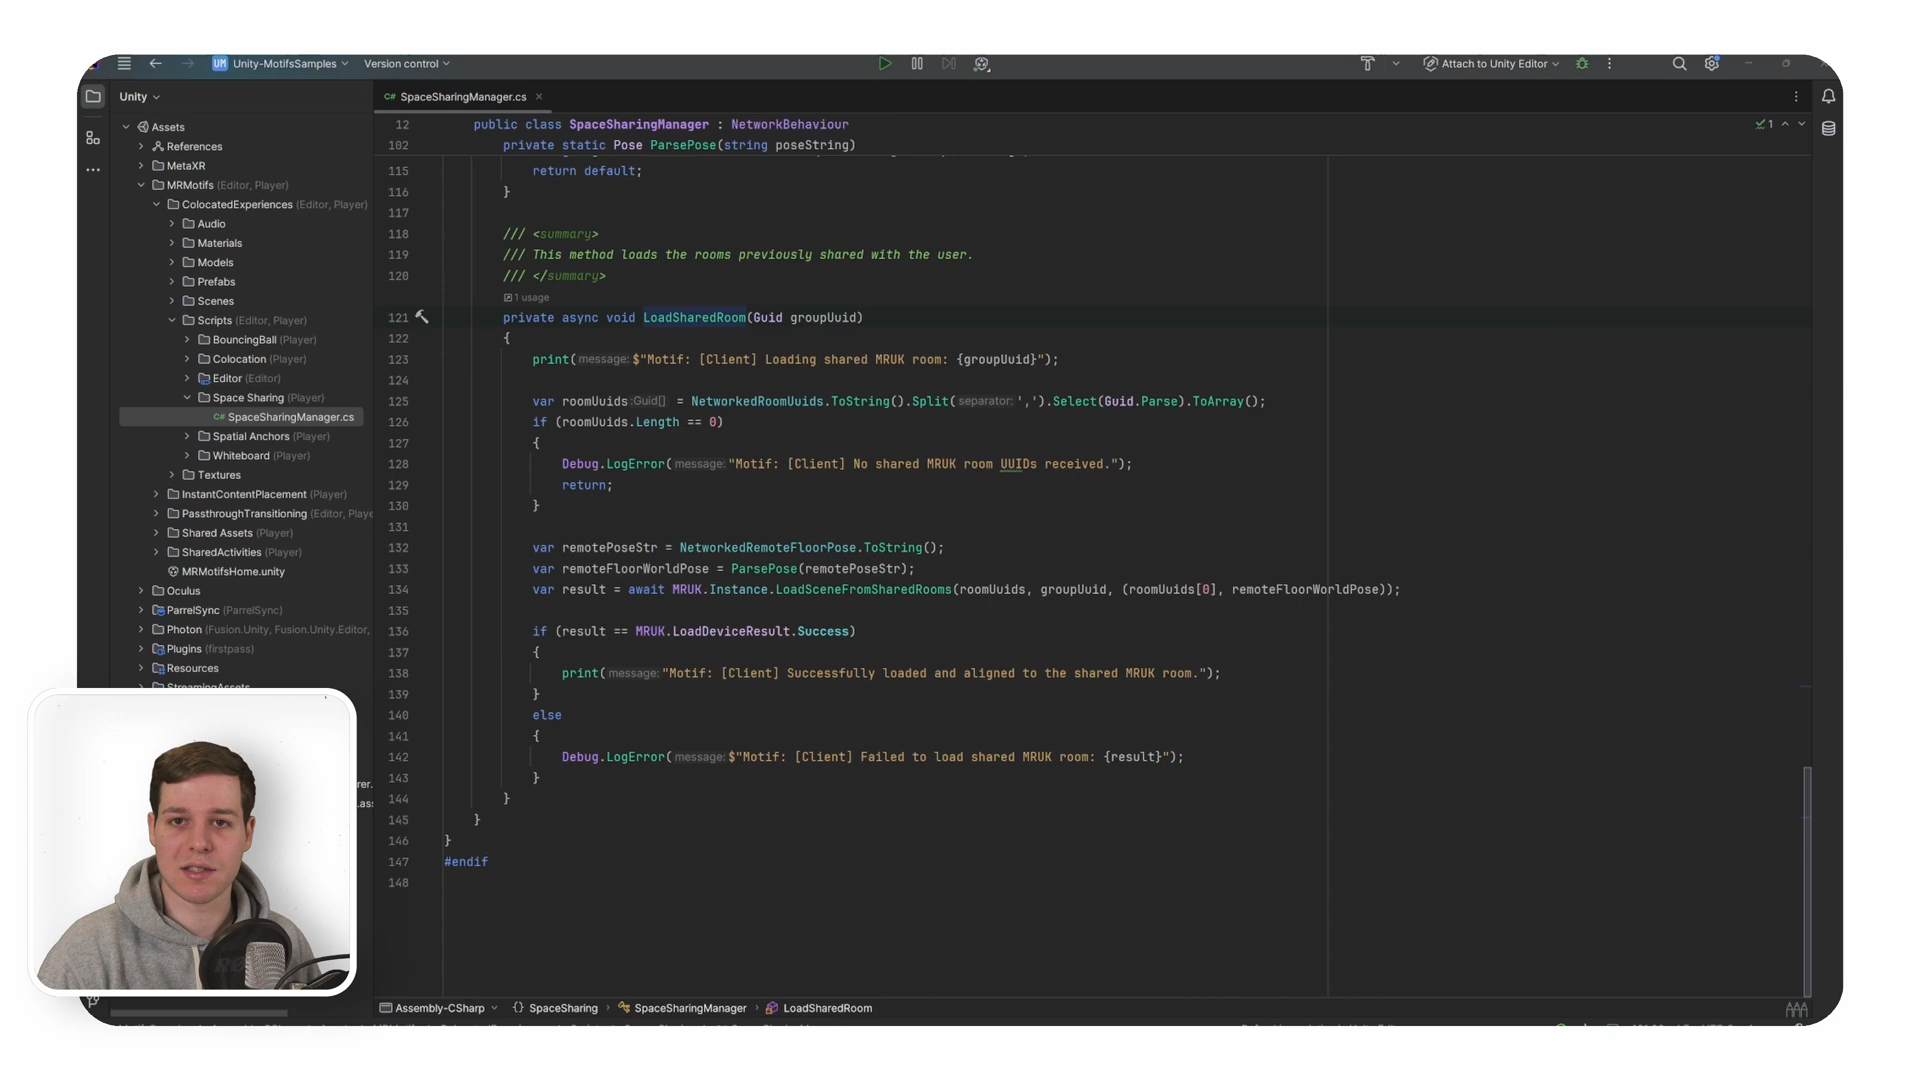 UM Unity-MotifsSamples Version control Attach to Unity Editor
Unity
C# SpaceSharingManager.cs
Assets
References
MetaXR
MRMotifs (Editor, Player)
ColocatedExperiences (Editor, Player)
Audio
Materials
Models
Prefabs
Scenes
Scripts (Editor, Player)
BouncingBall (Player)
Colocation (Player)
Editor (Editor)
Space Sharing (Player)
C# SpaceSharingManager.cs
Spatial Anchors (Player)
Whiteboard (Player)
Textures
InstantContentPlacement (Player)
PassthroughTransitioning (Editor, Playe
Shared Assets (Player)
SharedActivities (Player)
MRMotifsHome.unity
Oculus
ParrelSync (ParrelSync)
Photon (Fusion.Unity, Fusion.Unity.Editor,
Plugins (firstpass)
Resources
StreamingAssets
rer.
.as
12 public class SpaceSharingManager : NetworkBehaviour
1
102 private static Pose ParsePose(string poseString)
115 return default;
116 }
117
118 /// <summary>
119 /// This method loads the rooms previously shared with the user.
120 /// </summary>
1 usage
121 private async void LoadSharedRoom(Guid groupUuid)
122 {
123 print( message: $"Motif: [Client] Loading shared MRUK room: {groupUuid}");
124
125 var roomUuids :Guid[] = NetworkedRoomUuids.ToString().Split( separator: ',').Select(Guid.Parse).ToArray();
126 if (roomUuids.Length == 0)
127 {
128 Debug.LogError( message: "Motif: [Client] No shared MRUK room UUIDs received.");
129 return;
130 }
131
132 var remotePoseStr = NetworkedRemoteFloorPose.ToString();
133 var remoteFloorWorldPose = ParsePose(remotePoseStr);
134 var result = await MRUK.Instance.LoadSceneFromSharedRooms(roomUuids, groupUuid, (roomUuids[0], remoteFloorWorldPose));
135
136 if (result == MRUK.LoadDeviceResult.Success)
137 {
138 print( message: "Motif: [Client] Successfully loaded and aligned to the shared MRUK room.");
139 }
140 else
141 {
142 Debug.LogError( message: $"Motif: [Client] Failed to load shared MRUK room: {result}");
143 }
144 }
145 }
146 }
147 #endif
148
Assembly-CSharp {} SpaceSharing SpaceSharingManager LoadSharedRoom